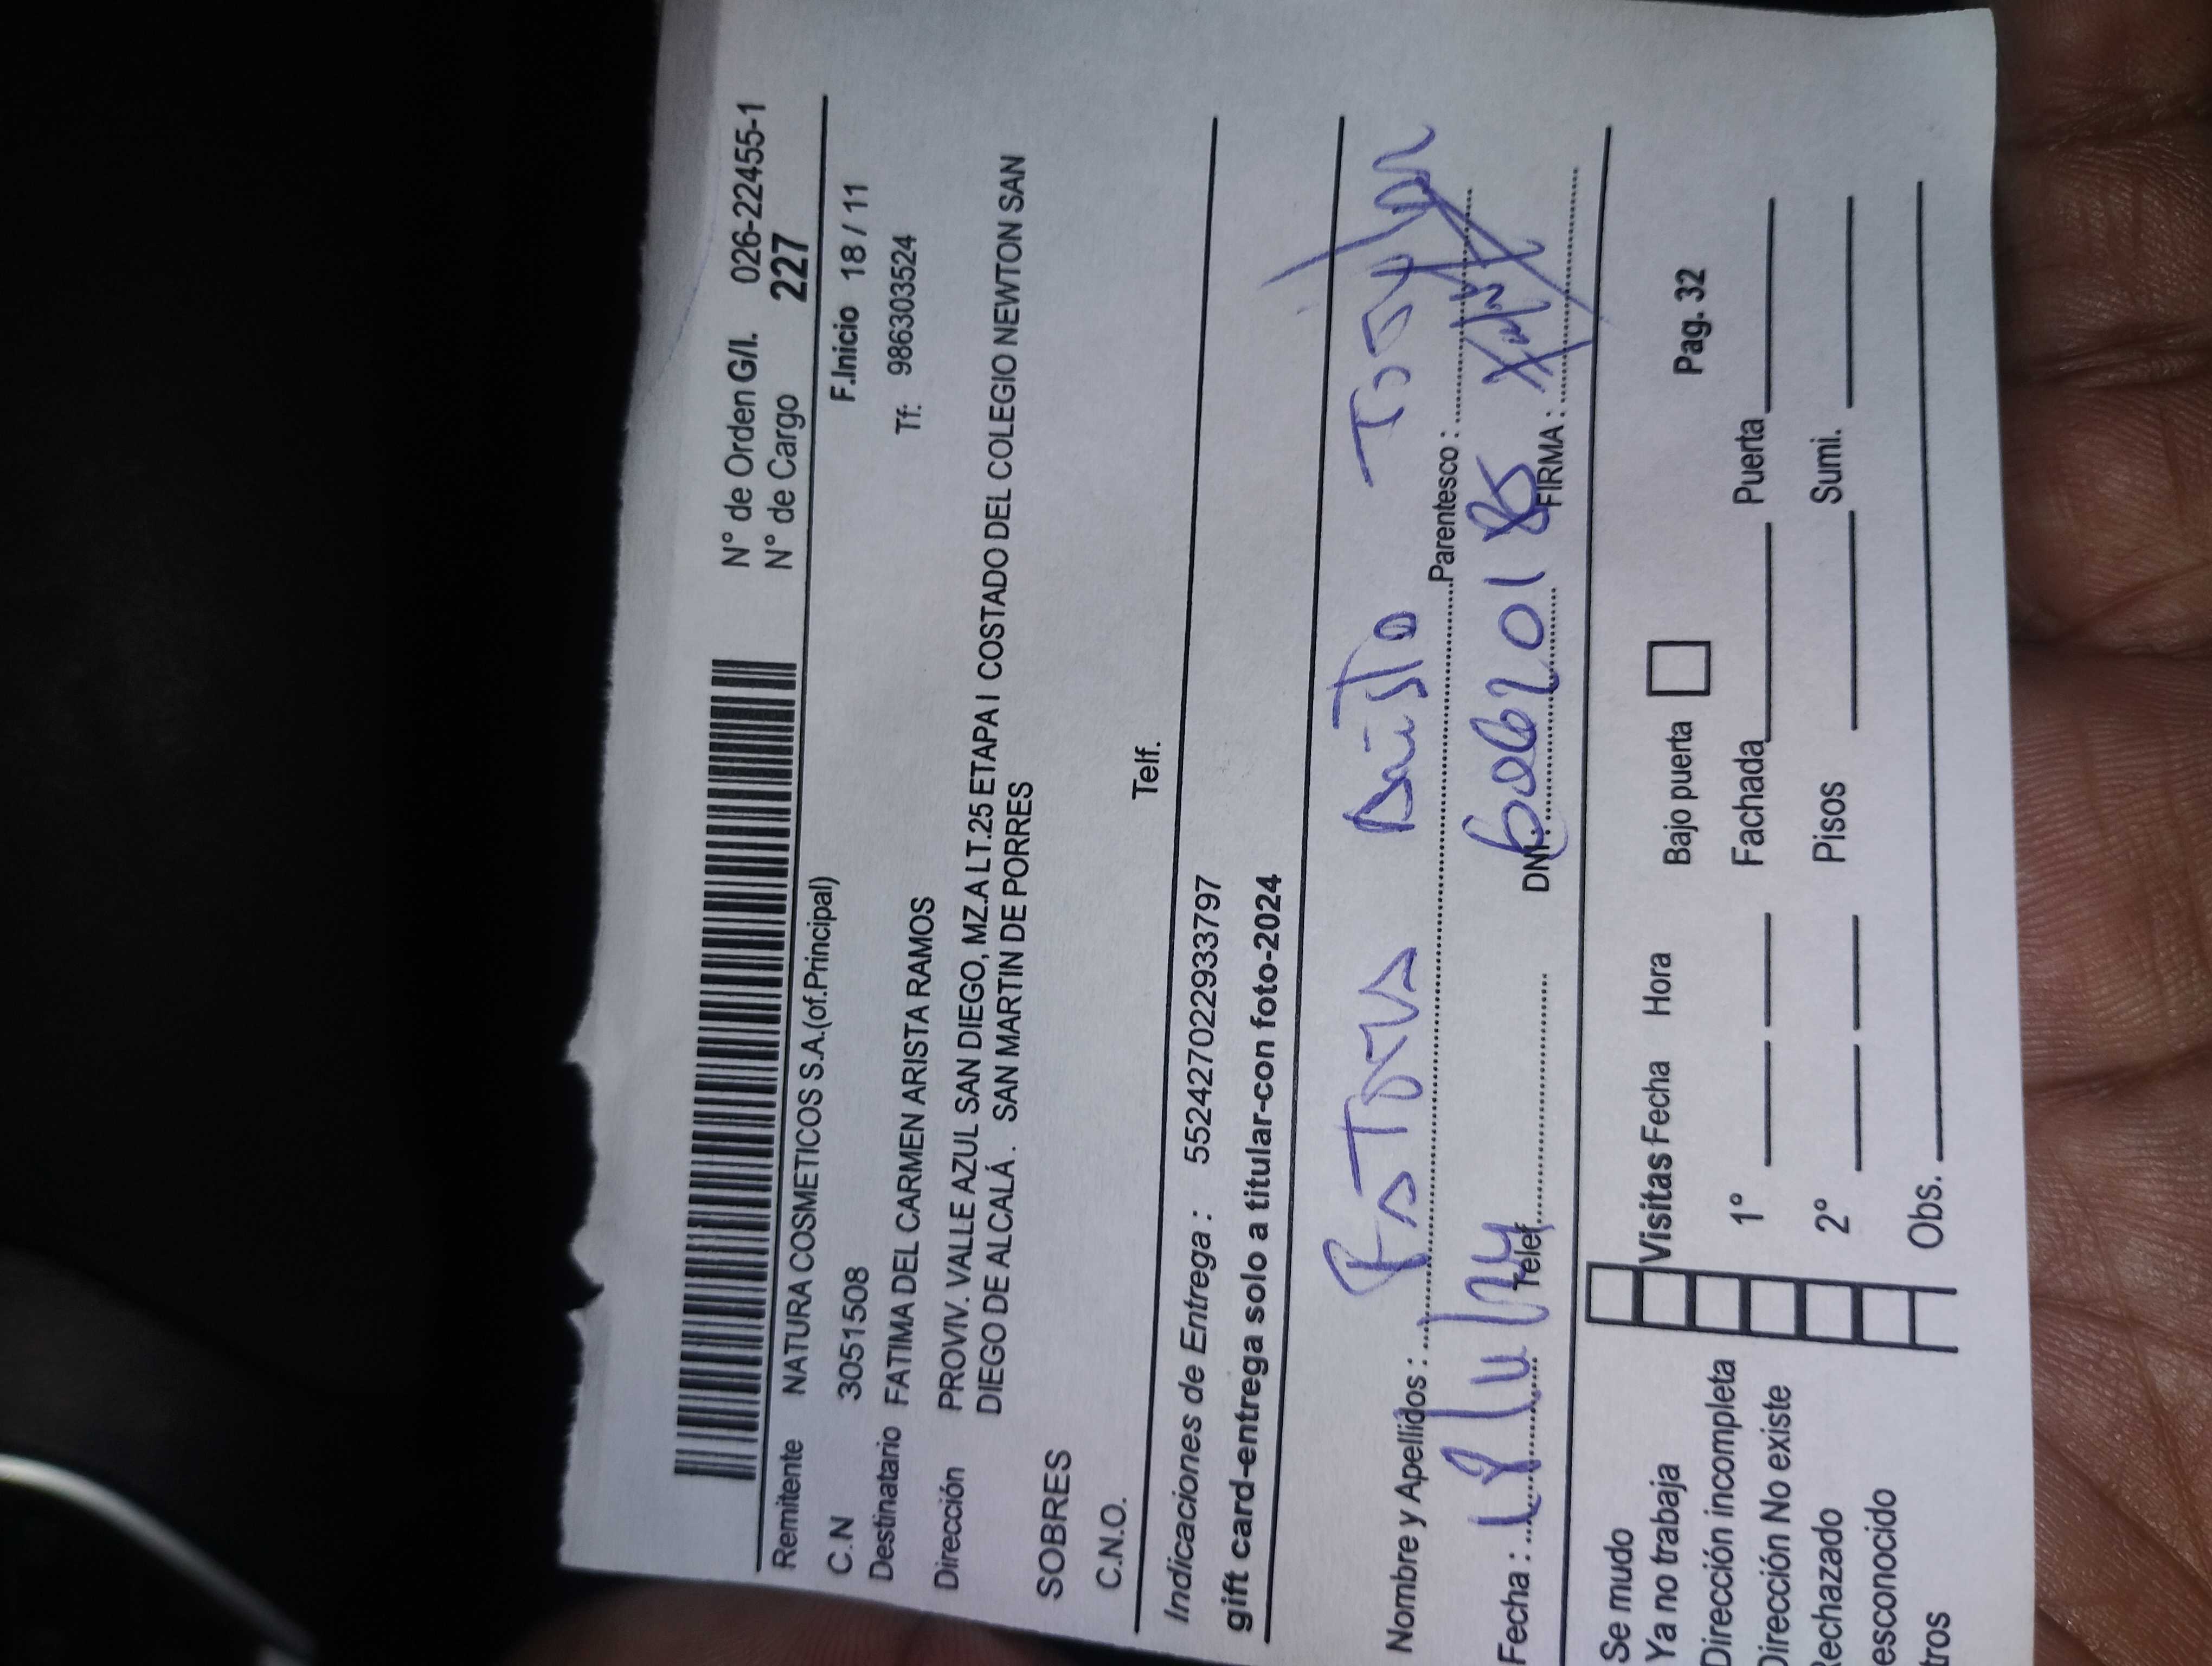 N° de Orden G/I. 026-22455-1
N° de Cargo 227
Remitente NATURA COSMETICOS S.A.(of.Principal)
C.N 3051508 F.Inicio 18 / 11
Destinatario FATIMA DEL CARMEN ARISTA RAMOS Tf: 986303524
Dirección PROVIV. VALLE AZUL SAN DIEGO, MZ.A LT.25 ETAPA I COSTADO DEL COLEGIO NEWTON SAN
DIEGO DE ALCALÁ . SAN MARTIN DE PORRES
SOBRES
C.N.O. Telf.
Indicaciones de Entrega : 552427022933797
gift card-entrega solo a titular-con foto-2024
Nombre y Apellidos :
Parentesco :
Fecha : Telef. DNI : FIRMA :
Se mudo
Ya no trabaja Visitas Fecha Hora Bajo puerta Pag. 32
Dirección incompleta
Dirección No existe 1° Fachada Puerta
Rechazado 2° Pisos Sumi.
esconocido
tros Obs.